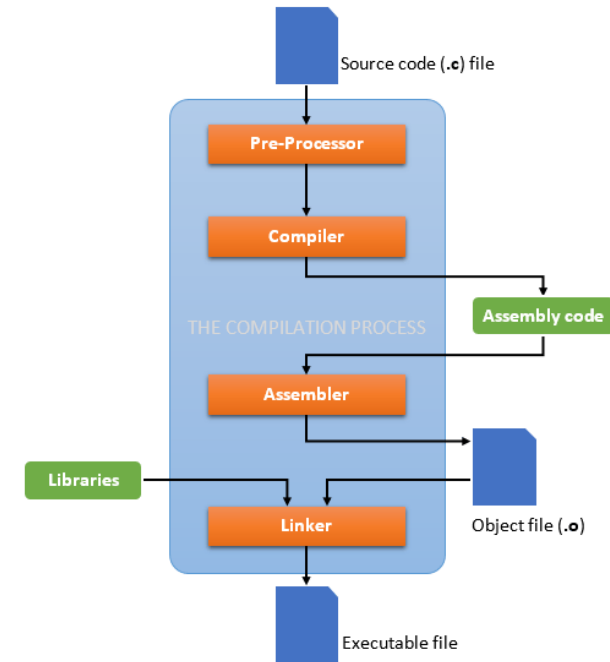 Source code (.c) file
Pre-Processor
Compiler
THE COMPILATION PROCESS
Assembly code
Assembler
Libraries
Linker
Object file (.o)
Executable file